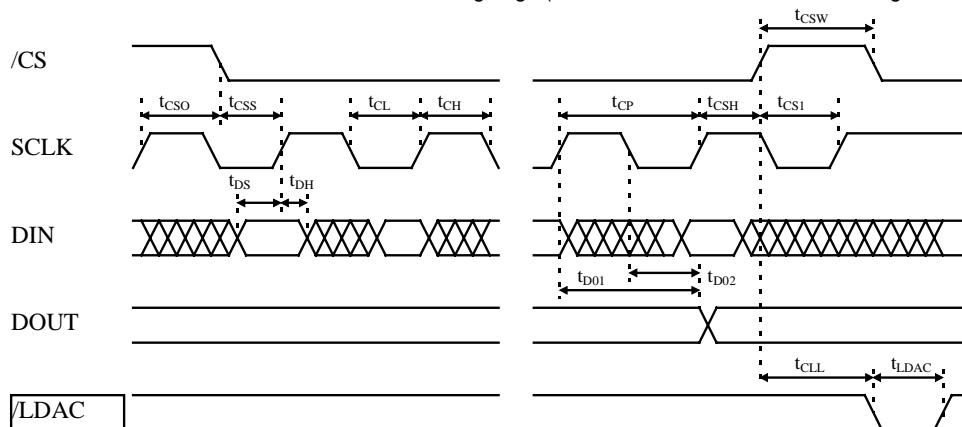 tCSW
/CS
tCSO tCSS tCL tCH tCP tCSH tCS1
SCLK
tDS tDH
DIN
tD01 tD02
DOUT
tCLL tLDAC
/LDAC